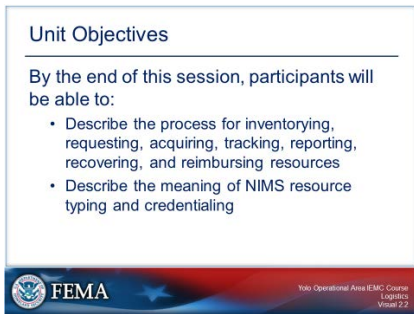 Unit Objectives
By the end of this session, participants will
be able to:
• Describe the process for inventorying,
requesting, acquiring, tracking, reporting,
recovering, and reimbursing resources
• Describe the meaning of NIMS resource
typing and credentialing
FEMA
Yolo Operational Area IEMC Course
Logistics
Visual 2.2